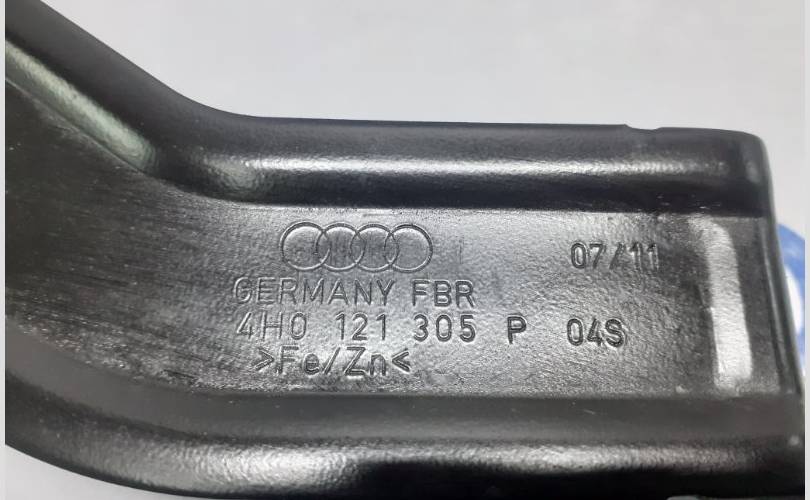 07/11
GERMANY FBR
4H0 121 305 P 04S
>Fe/Zn<